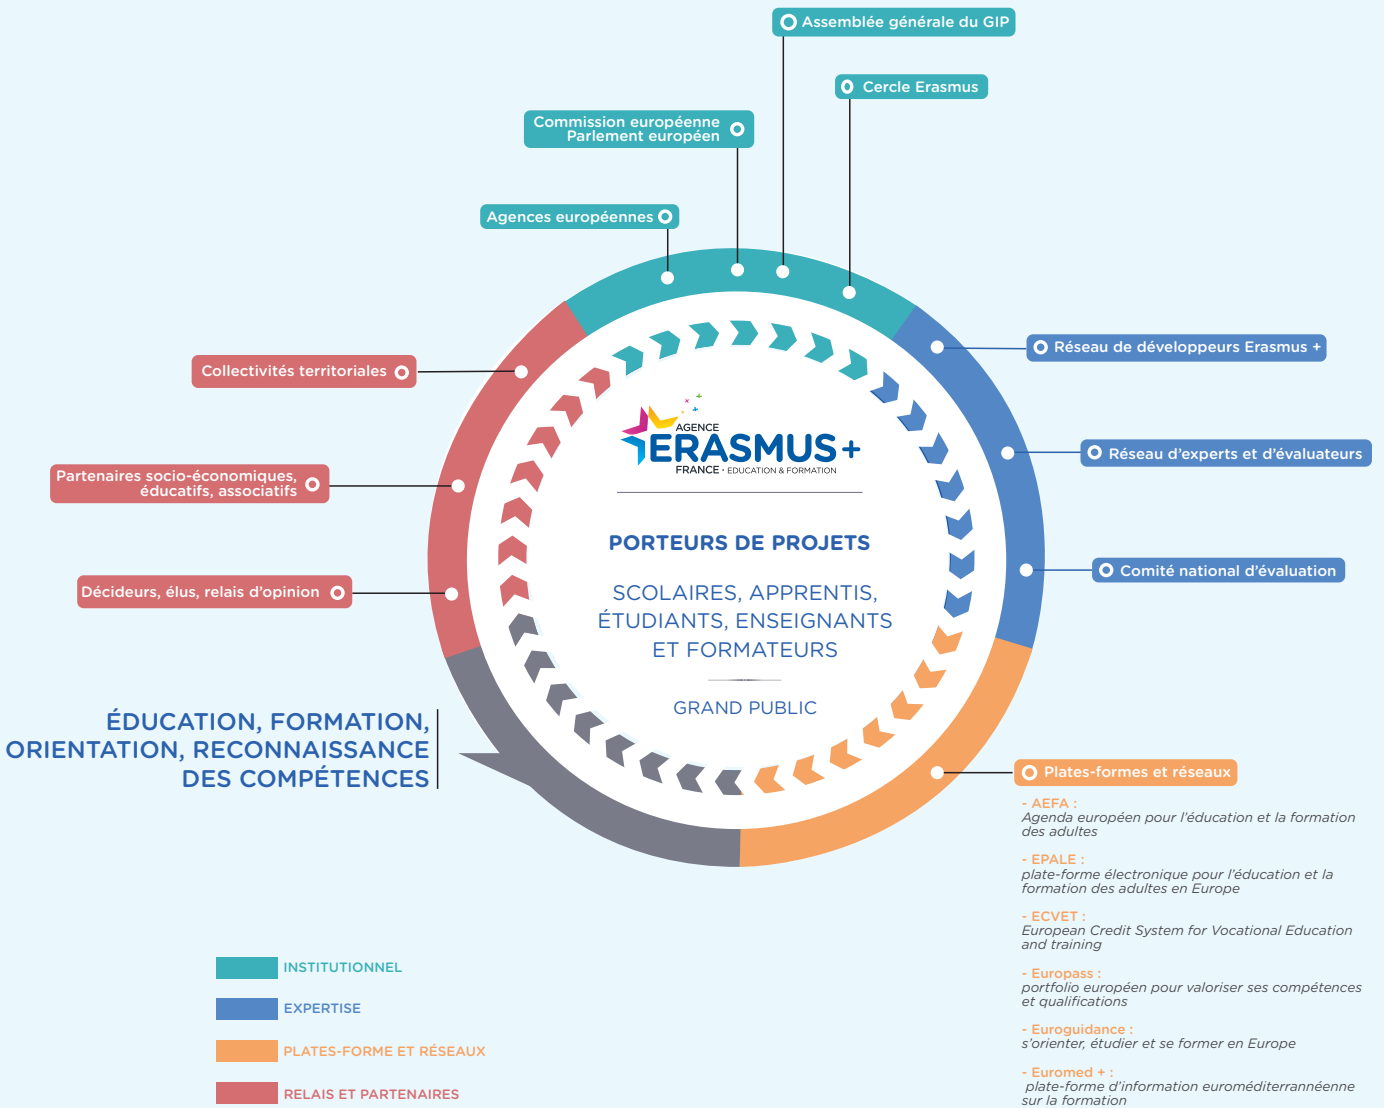 Assemblée générale du GIP
Cercle Erasmus
Commission européenne
Parlement européen
Agences européennes
Collectivités territoriales
Partenaires socio-économiques,
éducatifs, associatifs
Décideurs, élus, relais d'opinion
Réseau de développeurs Erasmus +
Réseau d'experts et d'évaluateurs
Comité national d'évaluation
AGENCE
ERASMUS+
FRANCE • EDUCATION & FORMATION
PORTEURS DE PROJETS
SCOLAIRES, APPRENTIS,
ÉTUDIANTS, ENSEIGNANTS
ET FORMATEURS
GRAND PUBLIC
ÉDUCATION, FORMATION,
ORIENTATION, RECONNAISSANCE
DES COMPÉTENCES
Plates-formes et réseaux
- AEFA :
Agenda européen pour l'éducation et la formation
des adultes
- EPALE :
plate-forme électronique pour l'éducation et la
formation des adultes en Europe
- ECVET :
European Credit System for Vocational Education
and training
- Europass :
portfolio européen pour valoriser ses compétences
et qualifications
- Euroguidance :
s'orienter, étudier et se former en Europe
- Euromed + :
plate-forme d'information euroméditerrannéenne
sur la formation
INSTITUTIONNEL
EXPERTISE
PLATES-FORME ET RÉSEAUX
RELAIS ET PARTENAIRES